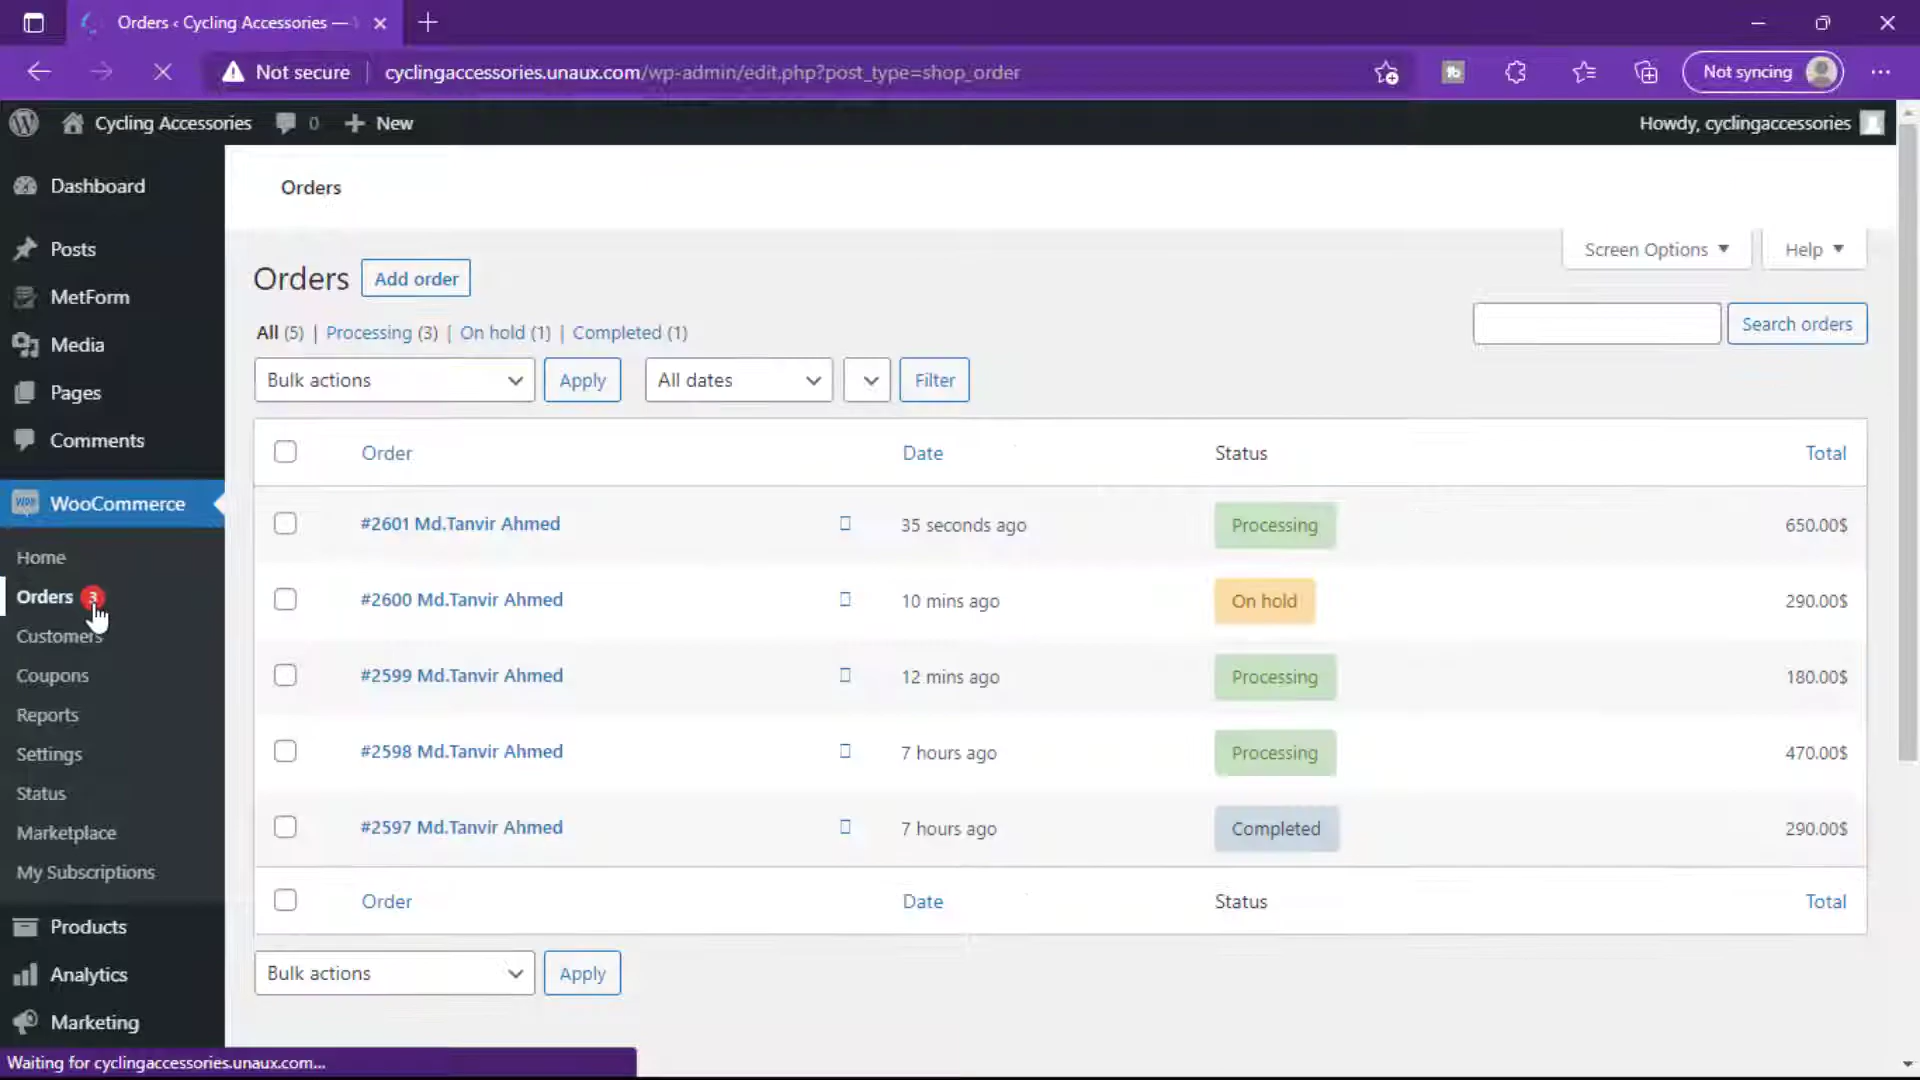 Orders ‹ Cycling Accessories —
Not secure
cyclingaccessories.unaux.com/wp-admin/edit.php?post_type=shop_order
Not syncing
Cycling Accessories
0
New
Howdy, cyclingaccessories
Dashboard
Posts
MetForm
Media
Pages
Comments
WooCommerce
Home
Orders 3
Customers
Coupons
Reports
Settings
Status
Marketplace
My Subscriptions
Products
Analytics
Marketing
Orders
Screen Options
Help
Orders
Add order
All (5) | Processing (3) | On hold (1) | Completed (1)
Search orders
Bulk actions
Apply
All dates
Filter
Order Date Status Total
#2601 Md.Tanvir Ahmed 35 seconds ago Processing 650.00$
#2600 Md.Tanvir Ahmed 10 mins ago On hold 290.00$
#2599 Md.Tanvir Ahmed 12 mins ago Processing 180.00$
#2598 Md.Tanvir Ahmed 7 hours ago Processing 470.00$
#2597 Md.Tanvir Ahmed 7 hours ago Completed 290.00$
Order Date Status Total
Bulk actions
Apply
Waiting for cyclingaccessories.unaux.com...